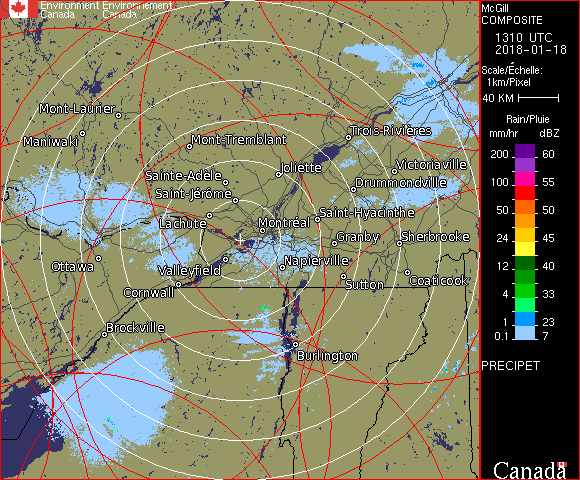 Environment Environnement
Canada Canada
McGill
COMPOSITE
1310 UTC
2018-01-18
Scale/Échelle:
1km/Pixel
40 KM
Rain/Pluie
mm/hr dBZ
200 60
100 55
50 50
24 45
12 40
4 33
1 23
0.1 7
PRECIPET
Canada
Mont-Laurier
Maniwaki
Mont-Tremblant
Trois-Rivières
Sainte-Adèle
Joliette
Victoriaville
Saint-Jérôme
Drummondville
Lachute
Montréal
Saint-Hyacinthe
Granby
Sherbrooke
Ottawa
Valleyfield
Napierville
Cornwall
Sutton
Coaticook
Brockville
Burlington